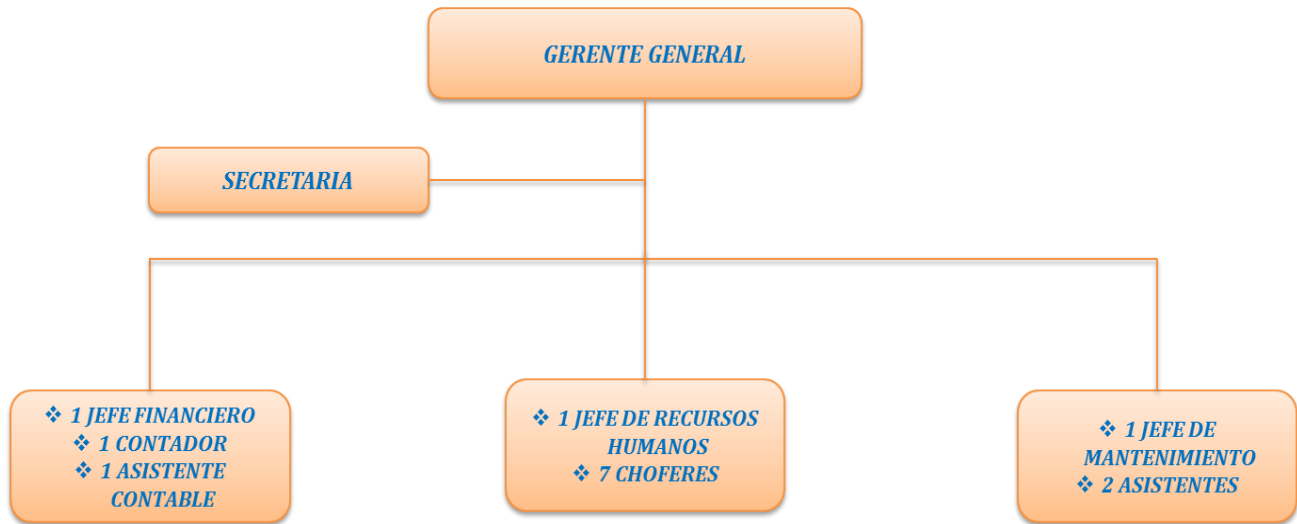 GERENTE GENERAL
SECRETARIA
❖ 1 JEFE FINANCIERO
❖ 1 CONTADOR
❖ 1 ASISTENTE
CONTABLE
❖ 1 JEFE DE RECURSOS
HUMANOS
❖ 7 CHOFERES
❖ 1 JEFE DE
MANTENIMIENTO
❖ 2 ASISTENTES